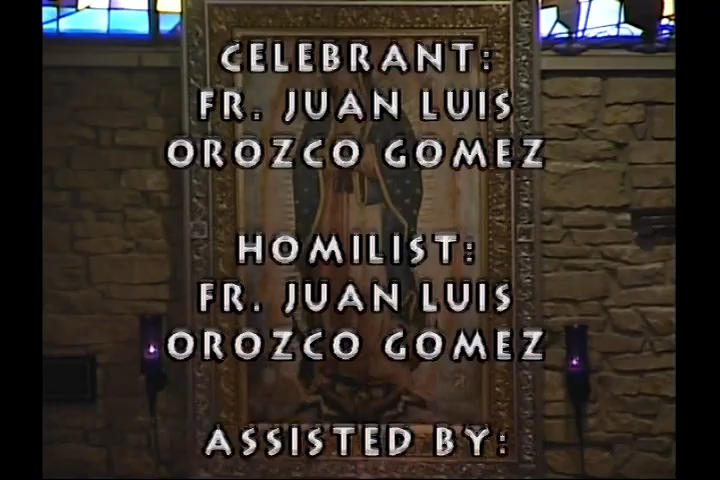 CELEBRANT:
FR. JUAN LUIS
OROZCO GOMEZ
HOMILIST:
FR. JUAN LUIS
OROZCO GOMEZ
ASSISTED BY: